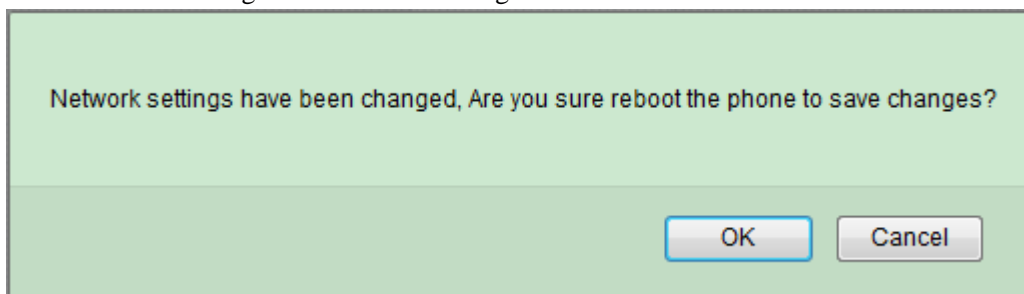 Network settings have been changed, Are you sure reboot the phone to save changes?
OK
Cancel